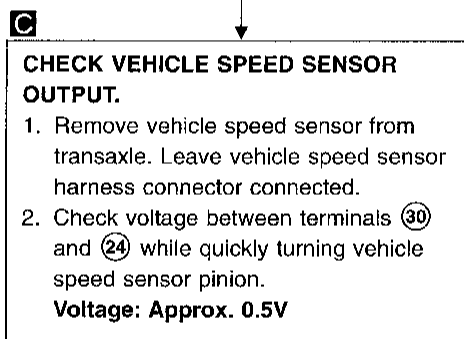 C
CHECK VEHICLE SPEED SENSOR
OUTPUT.
1. Remove vehicle speed sensor from
transaxle. Leave vehicle speed sensor
harness connector connected.
2. Check voltage between terminals 30
and 24 while quickly turning vehicle
speed sensor pinion.
Voltage: Approx. 0.5V